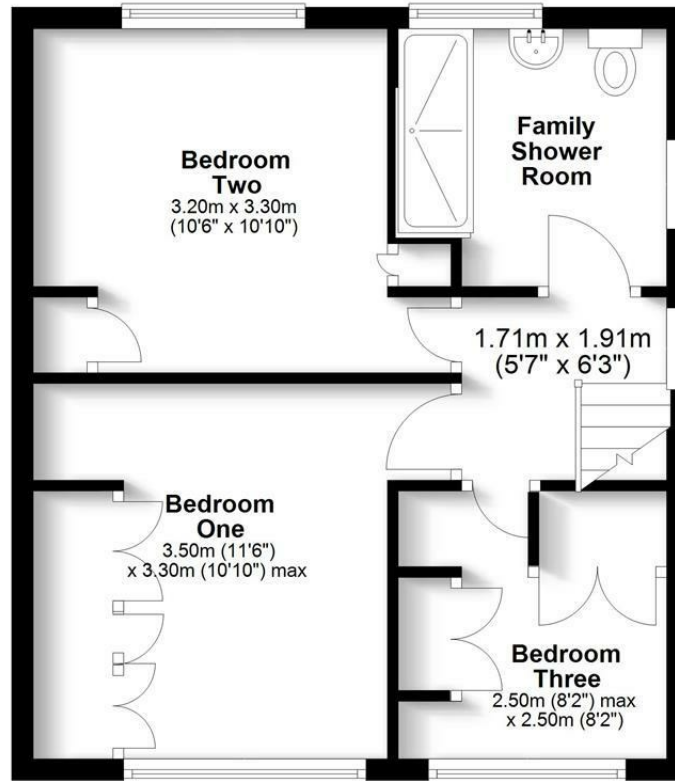 Bedroom
Two
3.20m x 3.30m
(10'6" x 10'10")
Family
Shower
Room
1.71m x 1.91m
(5'7" x 6'3")
Bedroom
One
3.50m (11'6")
x 3.30m (10'10") max
Bedroom
Three
2.50m (8'2") max
x 2.50m (8'2")